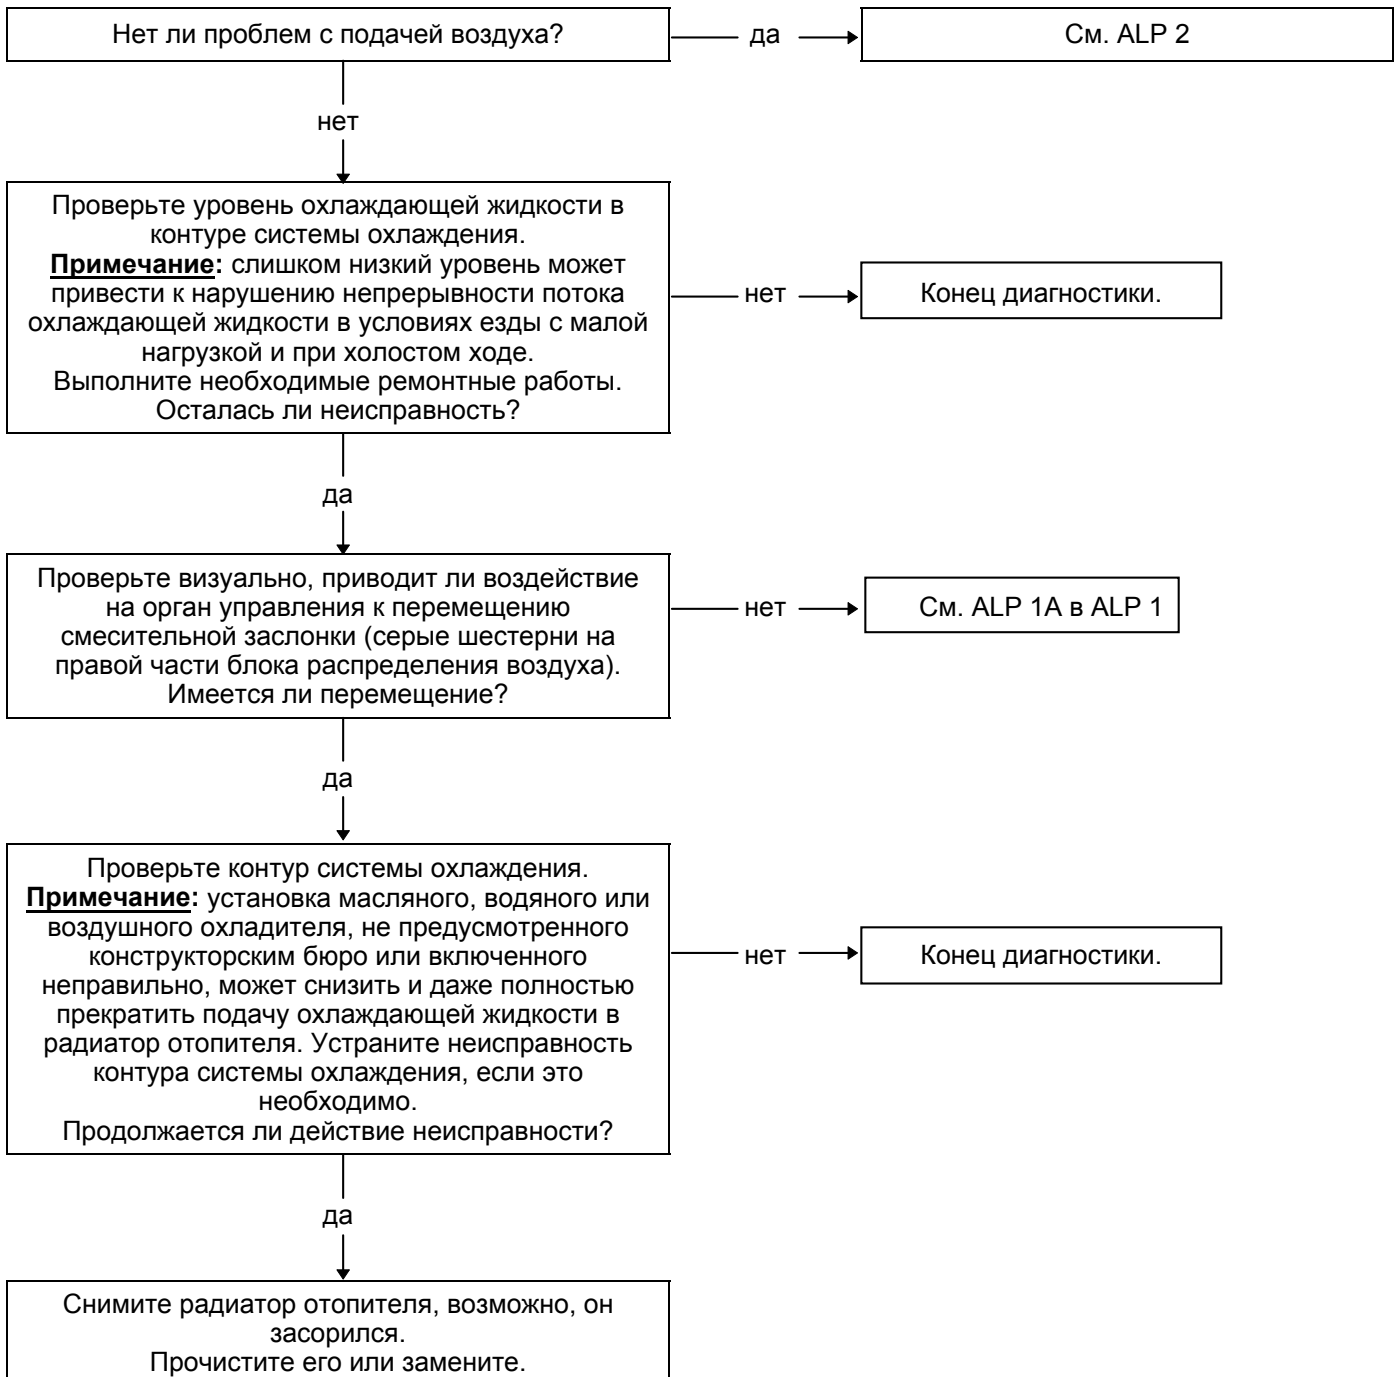 Нет ли проблем с подачей воздуха?
да
См. ALP 2
нет
Проверьте уровень охлаждающей жидкости в
контуре системы охлаждения.
Примечание: слишком низкий уровень может
привести к нарушению непрерывности потока
охлаждающей жидкости в условиях езды с малой
нагрузкой и при холостом ходе.
Выполните необходимые ремонтные работы.
Осталась ли неисправность?
нет
Конец диагностики.
да
Проверьте визуально, приводит ли воздействие
на орган управления к перемещению
смесительной заслонки (серые шестерни на
правой части блока распределения воздуха).
Имеется ли перемещение?
нет
См. ALP 1A в ALP 1
да
Проверьте контур системы охлаждения.
Примечание: установка масляного, водяного или
воздушного охладителя, не предусмотренного
конструкторским бюро или включенного
неправильно, может снизить и даже полностью
прекратить подачу охлаждающей жидкости в
радиатор отопителя. Устраните неисправность
контура системы охлаждения, если это
необходимо.
Продолжается ли действие неисправности?
нет
Конец диагностики.
да
Снимите радиатор отопителя, возможно, он
засорился.
Прочистите его или замените.